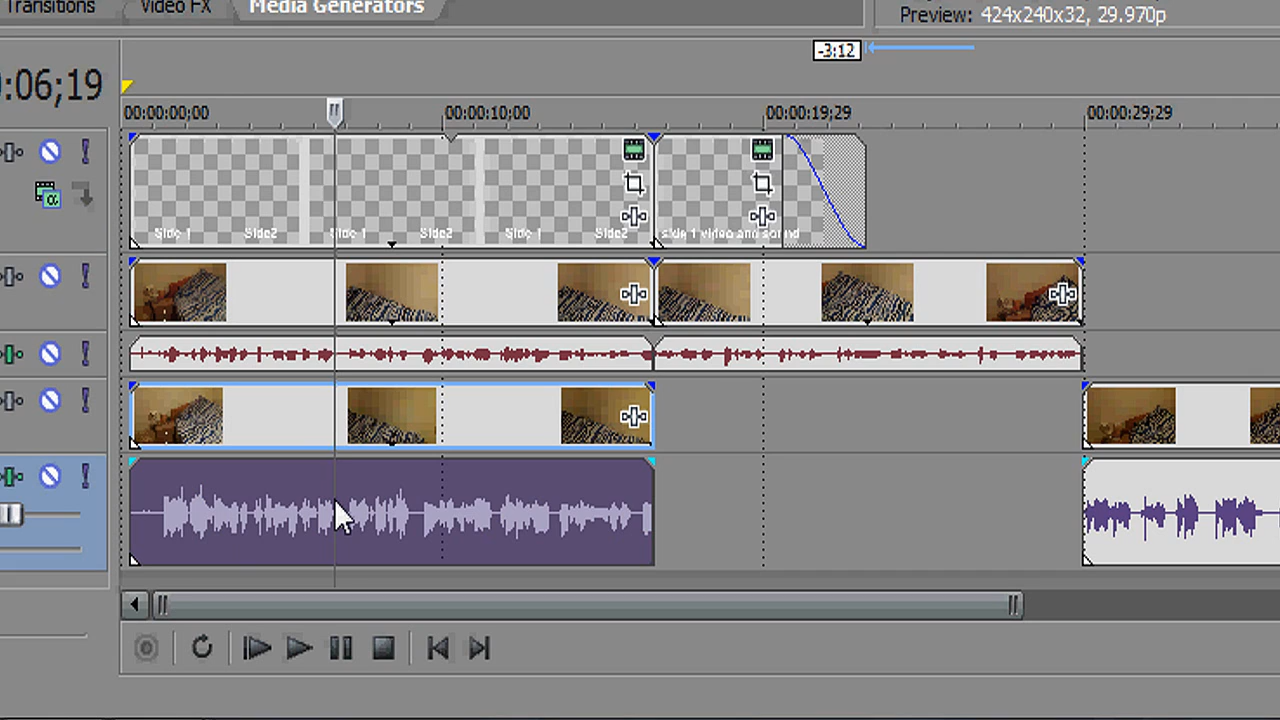 Transitions Video FX Media Generators
Preview: 424x240x32, 29.970p
-3:12
:06;19
00:00:00;00 00:00:10;00 00:00:19;29 00:00:29;29
Side 1 Side2 Side 1 Side2 Side 1 Side2 side 1 video and sound